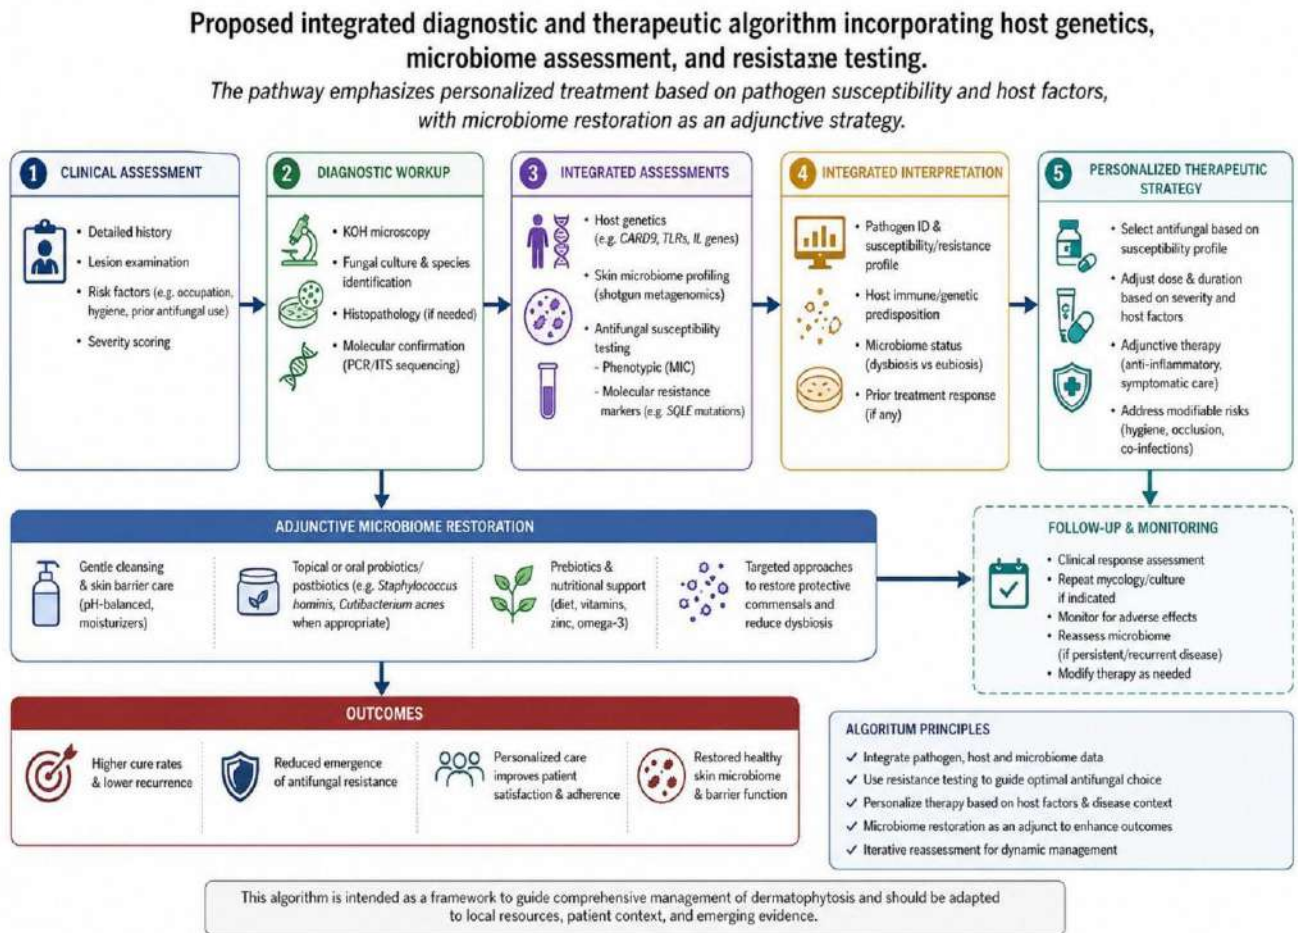 Proposed integrated diagnostic and therapeutic algorithm incorporating host genetics,
microbiome assessment, and resistaɜne testing.
The pathway emphasizes personalized treatment based on pathogen susceptibility and host factors,
with microbiome restoration as an adjunctive strategy.
1 CLINICAL ASSESSMENT
• Detailed history
• Lesion examination
• Risk factors (e.g. occupation,
hygiene, prior antifungal use)
• Severity scoring
2 DIAGNOSTIC WORKUP
• KOH microscopy
• Fungal culture & species
identification
• Histopathology (if needed)
• Molecular confirmation
(PCR/ITS sequencing)
3 INTEGRATED ASSESSMENTS
• Host genetics
(e.g. CARD9, TLRs, IL genes)
• Skin microbiome profiling
(shotgun metagenomics)
• Antifungal susceptibility
testing
- Phenotypic (MIC)
- Molecular resistance
markers (e.g. SQLE mutations)
4 INTEGRATED INTERPRETATION
• Pathogen ID &
susceptibility/resistance
profile
• Host immune/genetic
predisposition
• Microbiome status
(dysbiosis vs eubiosis)
• Prior treatment response
(if any)
5 PERSONALIZED THERAPEUTIC
STRATEGY
• Select antifungal based on
susceptibility profile
• Adjust dose & duration
based on severity and
host factors
• Adjunctive therapy
(anti-inflammatory,
symptomatic care)
• Address modifiable risks
(hygiene, occlusion,
co-infections)
ADJUNCTIVE MICROBIOME RESTORATION
Gentle cleansing
& skin barrier care
(pH-balanced,
moisturizers)
Topical or oral probiotics/
postbiotics (e.g. Staphylococcus
hominis, Cutibacterium acnes
when appropriate)
Prebiotics &
nutritional support
(diet, vitamins,
zinc, omega-3)
Targeted approaches
to restore protective
commensals and
reduce dysbiosis
FOLLOW-UP & MONITORING
• Clinical response assessment
• Repeat mycology/culture
if indicated
• Monitor for adverse effects
• Reassess microbiome
(if persistent/recurrent disease)
• Modify therapy as needed
OUTCOMES
Higher cure rates
& lower recurrence
Reduced emergence
of antifungal resistance
Personalized care
improves patient
satisfaction & adherence
Restored healthy
skin microbiome
& barrier function
ALGORITUM PRINCIPLES
✓ Integrate pathogen, host and microbiome data
✓ Use resistance testing to guide optimal antifungal choice
✓ Personalize therapy based on host factors & disease context
✓ Microbiome restoration as an adjunct to enhance outcomes
✓ Iterative reassessment for dynamic management
This algorithm is intended as a framework to guide comprehensive management of dermatophytosis and should be adapted
to local resources, patient context, and emerging evidence.